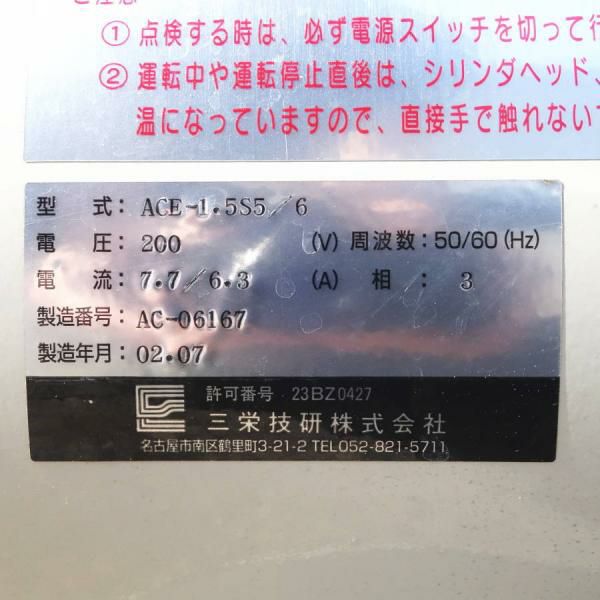 ご注意
① 点検する時は、必ず電源スイッチを切って行
② 運転中や運転停止直後は、シリンダヘッド、
温になっていますので、直接手で触れない
型 式: ACE-1.5S5/6
電 圧: 200 (V) 周波数: 50/60 (Hz)
電 流: 7.7/6.3 (A) 相: 3
製造番号: AC-06167
製造年月: 02.07
許可番号 23BZ0427
三栄技研株式会社
名古屋市南区鶴里町3-21-2 TEL052-821-5711